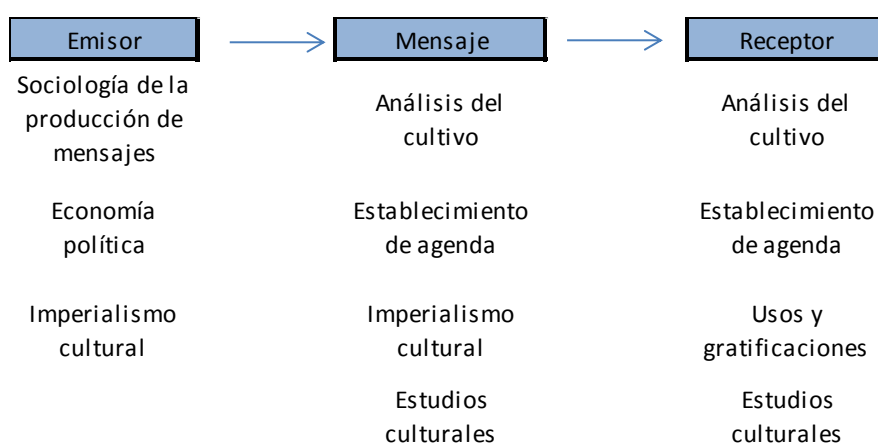 Emisor
Mensaje
Receptor
Sociología de la
producción de
mensajes
Análisis del
cultivo
Análisis del
cultivo
Economía
política
Establecimiento
de agenda
Establecimiento
de agenda
Imperialismo
cultural
Imperialismo
cultural
Usos y
gratificaciones
Estudios
culturales
Estudios
culturales